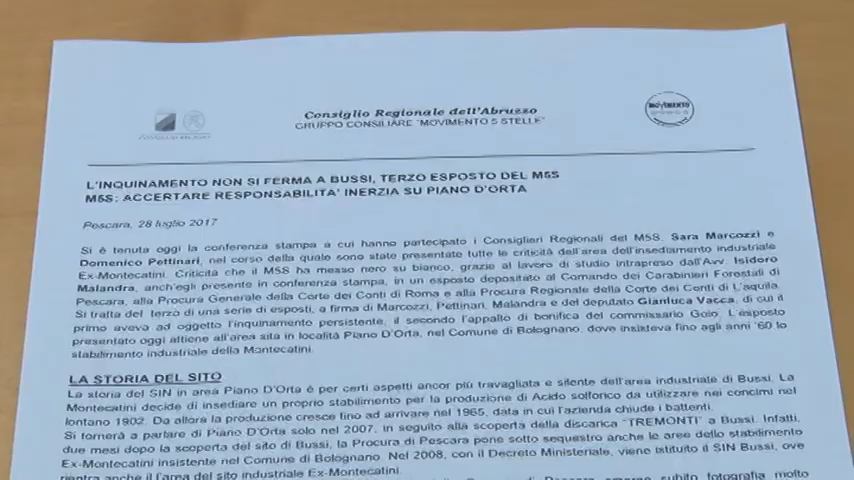 Consiglio Regionale dell'Abruzzo
GRUPPO CONSILIARE "MOVIMENTO 5 STELLE"
MOVIMENTO
L'INQUINAMENTO NON SI FERMA A BUSSI, TERZO ESPOSTO DEL M5S
M5S: ACCERTARE RESPONSABILITA' INERZIA SU PIANO D'ORTA
Pescara, 28 luglio 2017
Si è tenuta oggi la conferenza stampa a cui hanno partecipato i Consiglieri Regionali del M5S, Sara Marcozzi e
Domenico Pettinari, nel corso della quale sono state presentate tutte le criticità dell'area dell'insediamento industriale
Ex-Montecatini. Criticità che il M5S ha messo nero su bianco, grazie al lavoro di studio intrapreso dall'Avv. Isidoro
Malandra, anch'egli presente in conferenza stampa, in un esposto depositato al Comando dei Carabinieri Forestali di
Pescara, alla Procura Generale della Corte dei Conti di Roma e alla Procura Regionale della Corte dei Conti di L'aquila.
Si tratta del terzo di una serie di esposti, a firma di Marcozzi, Pettinari, Malandra e del deputato Gianluca Vacca, di cui il
primo aveva ad oggetto l'inquinamento persistente, il secondo l'appalto di bonifica del commissario Goio. L'esposto
presentato oggi attiene all'area sita in località Piano D'Orta, nel Comune di Bolognano, dove insisteva fino agli anni '60 lo
stabilimento industriale della Montecatini.
LA STORIA DEL SITO
La storia del SIN in area Piano D'Orta è per certi aspetti ancor più travagliata e silente dell'area industriale di Bussi. La
Montecatini decide di insediare un proprio stabilimento per la produzione di Acido solforico da utilizzare nei concimi nel
lontano 1902. Da allora la produzione cresce fino ad arrivare nel 1965, data in cui l'azienda chiude i battenti.
Si tornerà a parlare di Piano D'Orta solo nel 2007, in seguito alla scoperta della discarica "TREMONTI" a Bussi. Infatti,
due mesi dopo la scoperta del sito di Bussi, la Procura di Pescara pone sotto sequestro anche le aree dello stabilimento
Ex-Montecatini insistente nel Comune di Bolognano. Nel 2008, con il Decreto Ministeriale, viene istituito il SIN Bussi, ove
rientra anche il l'area del sito industriale Ex-Montecatini.
subito fotografia molto